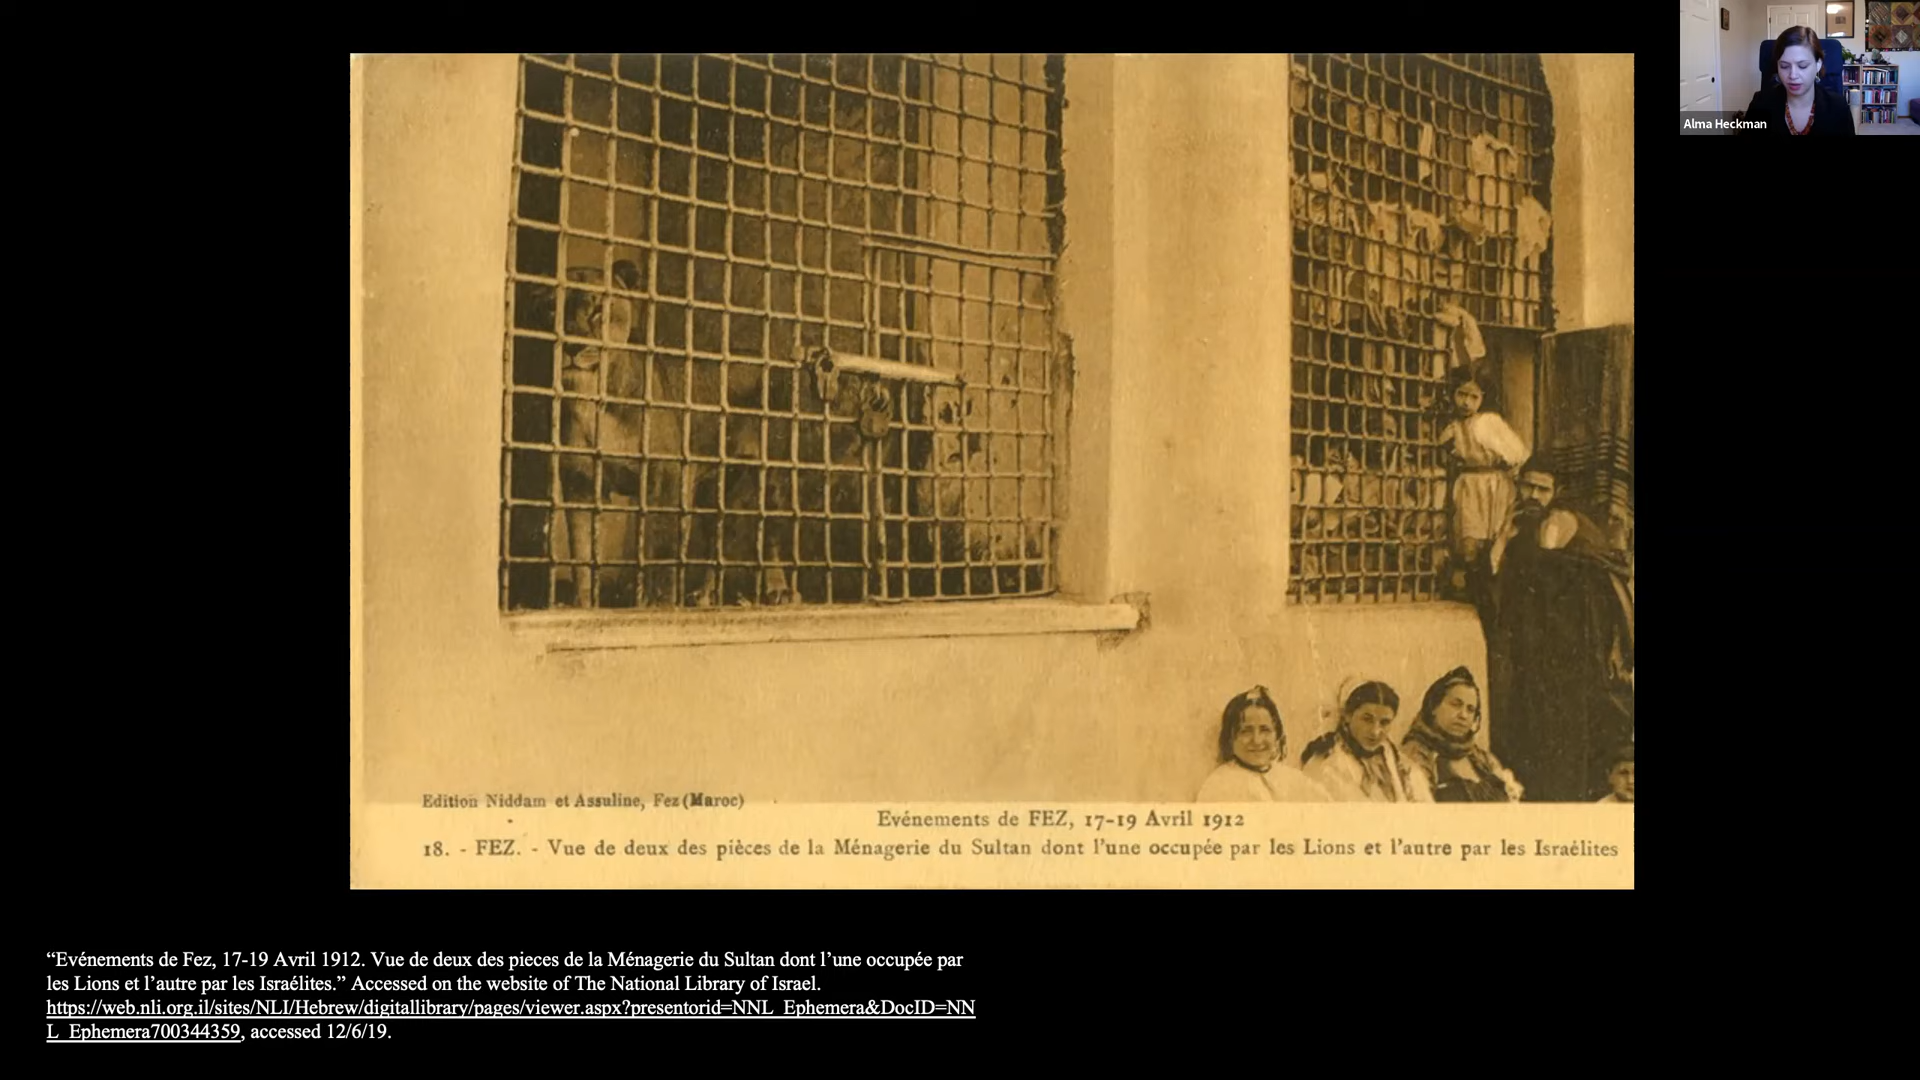 Alma Heckman
Edition Niddam et Assuline, Fez (Maroc)
Evénements de FEZ, 17-19 Avril 1912
18. - FEZ. - Vue de deux des pièces de la Ménagerie du Sultan dont l'une occupée par les Lions et l'autre par les Israélites
“Evénements de Fez, 17-19 Avril 1912. Vue de deux des pieces de la Ménagerie du Sultan dont l’une occupée par
les Lions et l’autre par les Israélites.” Accessed on the website of The National Library of Israel.
https://web.nli.org.il/sites/NLI/Hebrew/digitallibrary/pages/viewer.aspx?presentorid=NNL_Ephemera&DocID=NN
L_Ephemera700344359, accessed 12/6/19.